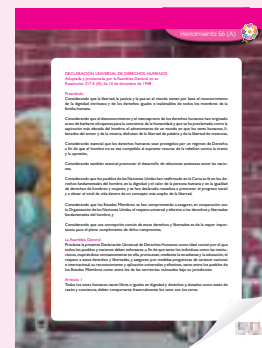 Herramienta 56 (A)
DECLARACIÓN UNIVERSAL DE DERECHOS HUMANOS
Adoptada y proclamada por la Asamblea General en su
Resolución 217 A (III), de 10 de diciembre de 1948
Preámbulo
Considerando que la libertad, la justicia y la paz en el mundo tienen por base el reconocimiento
de la dignidad intrínseca y de los derechos iguales e inalienables de todos los miembros de la
familia humana,
Considerando que el desconocimiento y el menosprecio de los derechos humanos han originado
actos de barbarie ultrajantes para la conciencia de la humanidad; y que se ha proclamado, como la
aspiración más elevada del hombre, el advenimiento de un mundo en que los seres humanos, li-
berados del temor y de la miseria, disfruten de la libertad de palabra y de la libertad de creencias,
Considerando esencial que los derechos humanos sean protegidos por un régimen de Derecho,
a fin de que el hombre no se vea compelido al supremo recurso de la rebelión contra la tiranía
y la opresión,
Considerando también esencial promover el desarrollo de relaciones amistosas entre las nacio-
nes,
Considerando que los pueblos de las Naciones Unidas han reafirmado en la Carta su fe en los de-
rechos fundamentales del hombre, en la dignidad y el valor de la persona humana y en la igualdad
de derechos de hombres y mujeres; y se han declarado resueltos a promover el progreso social
y a elevar el nivel de vida dentro de un concepto más amplio de la libertad,
Considerando que los Estados Miembros se han comprometido a asegurar, en cooperación con
la Organización de las Naciones Unidas, el respeto universal y efectivo a los derechos y libertades
fundamentales del hombre, y
Considerando que una concepción común de estos derechos y libertades es de la mayor impor-
tancia para el pleno cumplimiento de dicho compromiso,
La Asamblea General
Proclama la presente Declaración Universal de Derechos Humanos como ideal común por el que
todos los pueblos y naciones deben esforzarse, a fin de que tanto los individuos como las institu-
ciones, inspirándose constantemente en ella, promuevan, mediante la enseñanza y la educación, el
respeto a estos derechos y libertades, y aseguren, por medidas progresivas de carácter nacional
e internacional, su reconocimiento y aplicación universales y efectivos, tanto entre los pueblos de
los Estados Miembros como entre los de los territorios colocados bajo su jurisdicción.
Artículo 1
Todos los seres humanos nacen libres e iguales en dignidad y derechos y, dotados como están de
razón y conciencia, deben comportarse fraternalmente los unos con los otros.